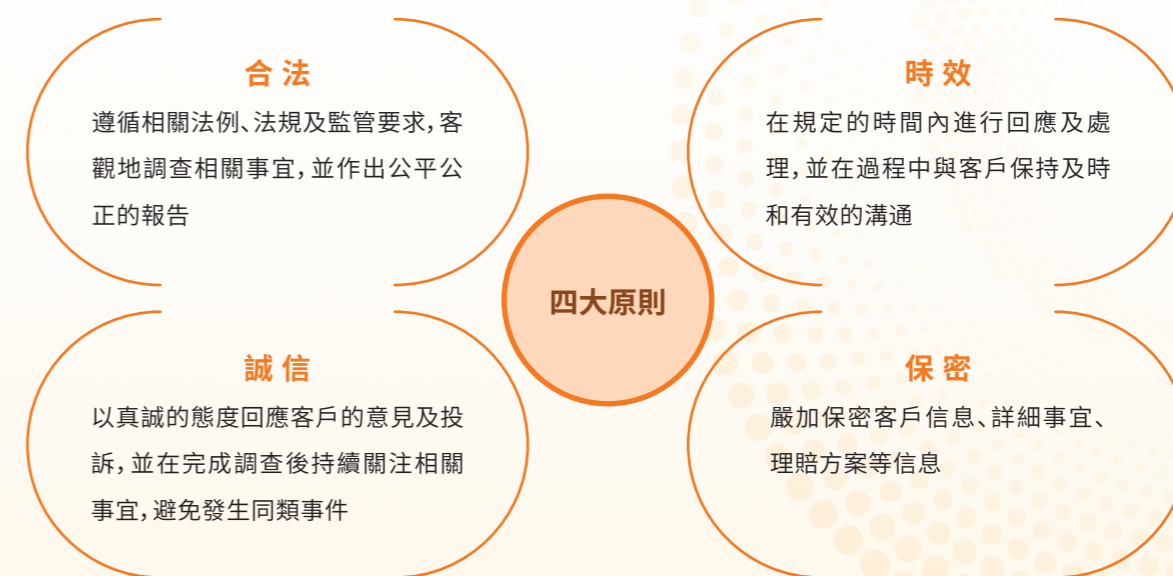 合法
遵循相關法例、法規及監管要求,客
觀地調查相關事宜,並作出公平公
正的報告
時效
在規定的時間內進行回應及處
理,並在過程中與客戶保持及時
和有效的溝通
四大原則
誠信
以真誠的態度回應客戶的意見及投
訴,並在完成調查後持續關注相關
事宜,避免發生同類事件
保密
嚴加保密客戶信息、詳細事宜、
理賠方案等信息